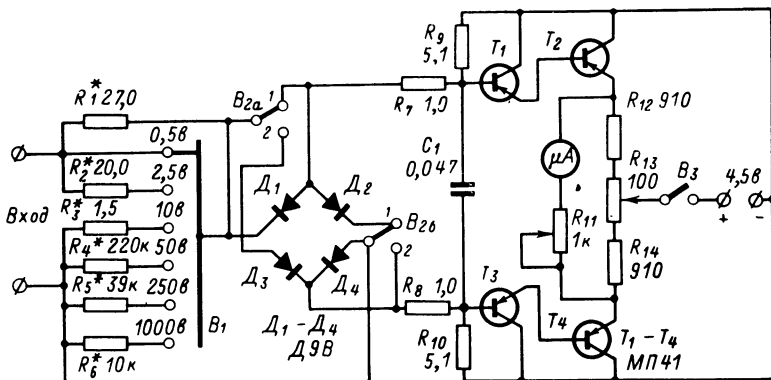 R1* 27,0
0,5в
R2* 20,0
2,5в
R3*
1,5
10в
Вход
R4* 220к
50в
R5* 39к
250в
1000в
R6* 10к
В1
В2а
1
2
Д1
Д2
Д3
Д4
1
В2б
2
Д1 – Д4
Д9В
R9
5,1
R7 1,0
C1
0,047
R8 1,0
R10
5,1
T1
T2
T3
T4
T1 – T4
МП41
μA
R11
1к
R12 910
R13
100
R14
910
В3
4,5в
+ –